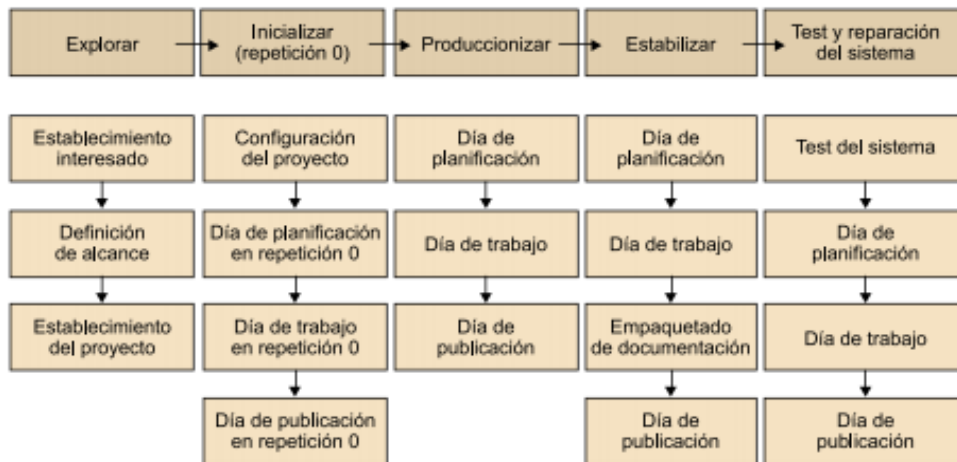 Explorar
Inicializar
(repetición 0)
Produccionizar
Estabilizar
Test y reparación
del sistema
Establecimiento
interesado
Configuración
del proyecto
Día de
planificación
Día de
planificación
Test del sistema
Definición
de alcance
Día de planificación
en repetición 0
Día de trabajo
Día de trabajo
Día de
planificación
Establecimiento
del proyecto
Día de trabajo
en repetición 0
Día de
publicación
Empaquetado
de documentación
Día de trabajo
Día de publicación
en repetición 0
Día de
publicación
Día de
publicación